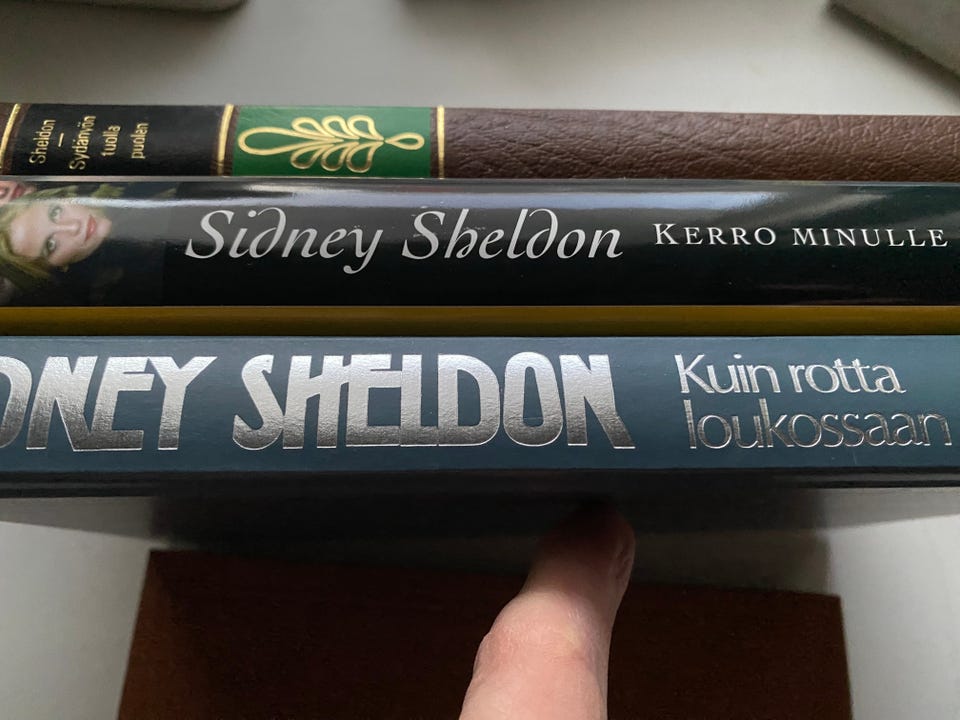 Sheldon
—
Sydänyön
tuolla
puolen
Sidney Sheldon KERRO MINULLE
DNEY SHELDON Kuin rotta
loukossaan